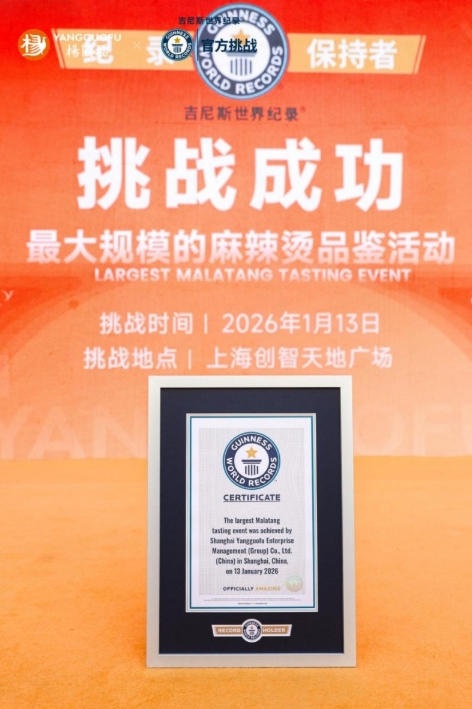 YANGGUOFU
楊國福
吉尼斯世界纪录
官方挑战
纪录
保持者
GUINNESS
WORLD RECORDS
吉尼斯世界纪录®
挑战成功
最大规模的麻辣烫品鉴活动
LARGEST MALATANG TASTING EVENT
挑战时间 | 2026年1月13日
挑战地点 | 上海创智天地广场
GUINNESS
WORLD RECORDS
CERTIFICATE
The largest Malatang
tasting event was achieved by
Shanghai Yangguofu Enterprise
Management (Group) Co., Ltd.
(China) in Shanghai, China,
on 13 January 2026
OFFICIALLY AMAZING
RECORD HOLDER